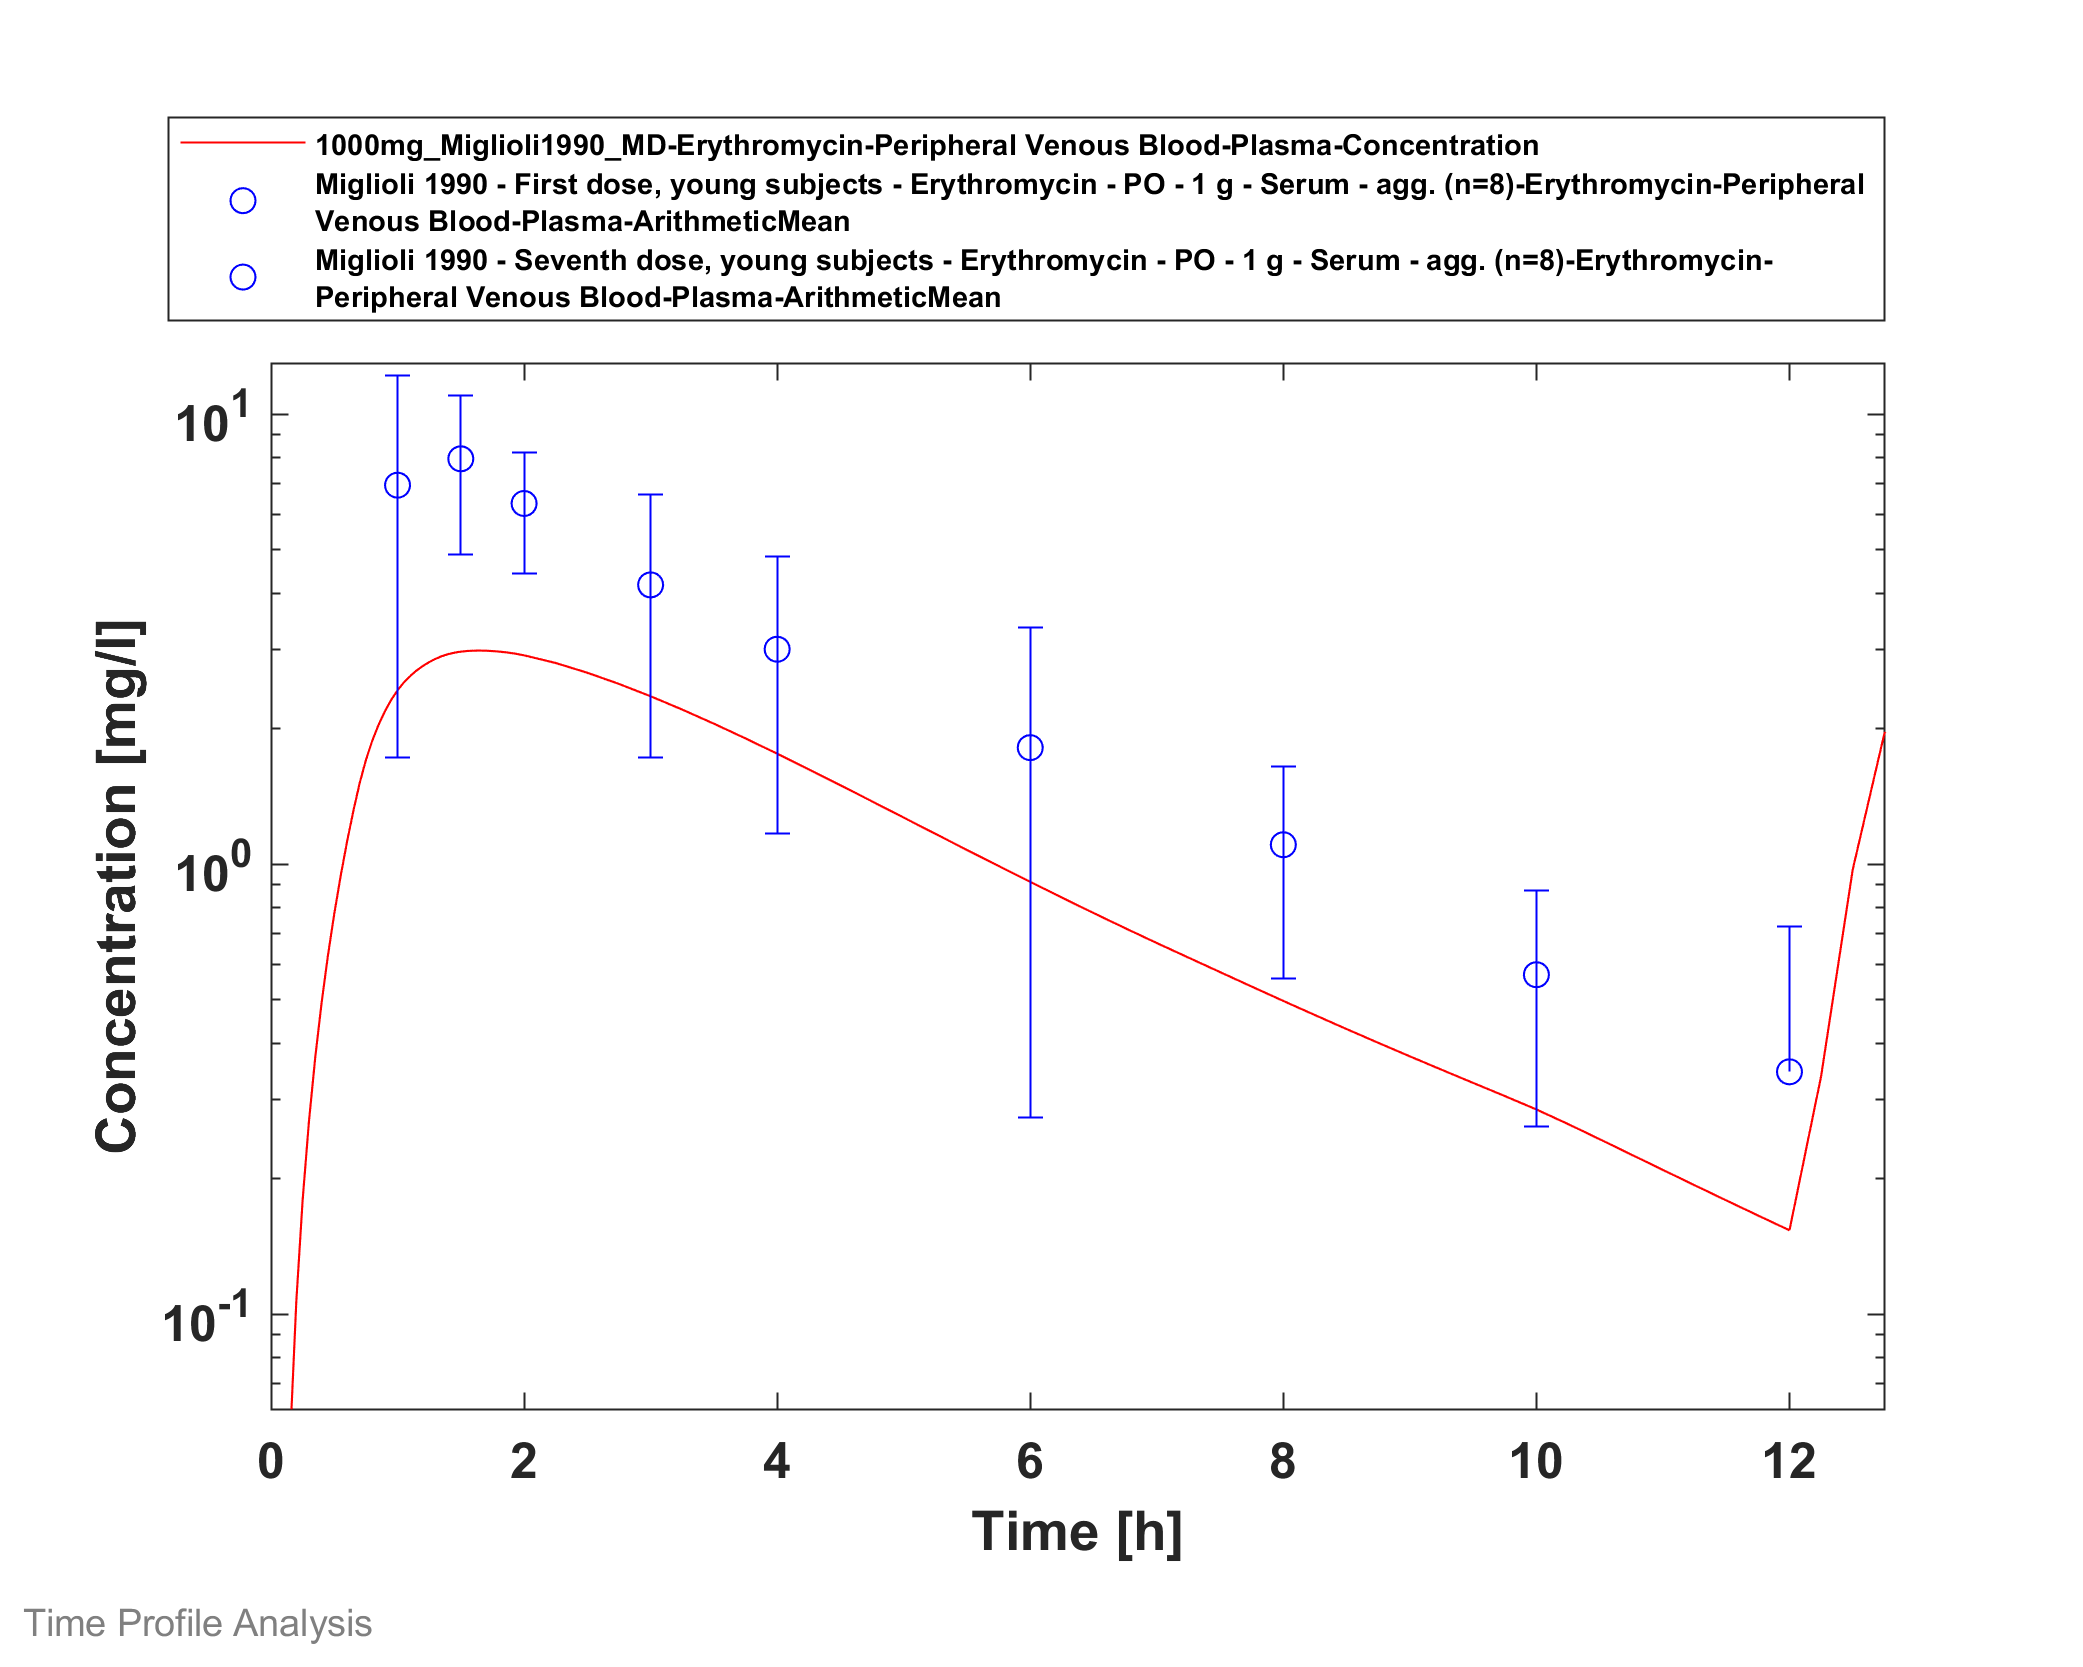 1000mg_Miglioli1990_MD-Erythromycin-Peripheral Venous Blood-Plasma-Concentration
Miglioli 1990 - First dose, young subjects - Erythromycin - PO - 1 g - Serum - agg. (n=8)-Erythromycin-Peripheral
Venous Blood-Plasma-ArithmeticMean
Miglioli 1990 - Seventh dose, young subjects - Erythromycin - PO - 1 g - Serum - agg. (n=8)-Erythromycin-
Peripheral Venous Blood-Plasma-ArithmeticMean
Concentration [mg/l]
10^1
10^0
10^-1
0 2 4 6 8 10 12
Time [h]
Time Profile Analysis